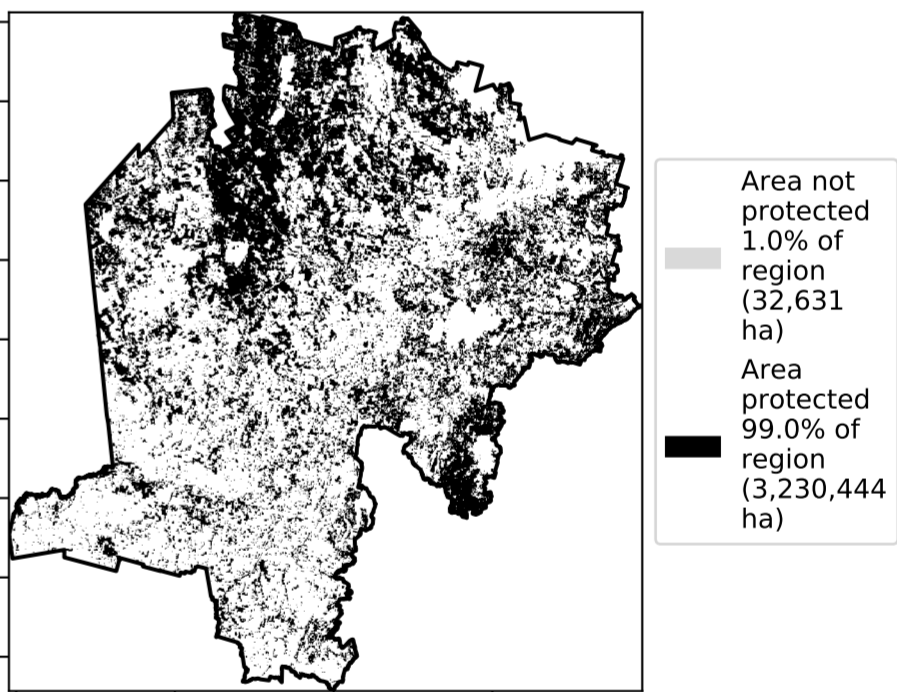 Area not
protected
1.0% of
region
(32,631
ha)
Area
protected
99.0% of
region
(3,230,444
ha)